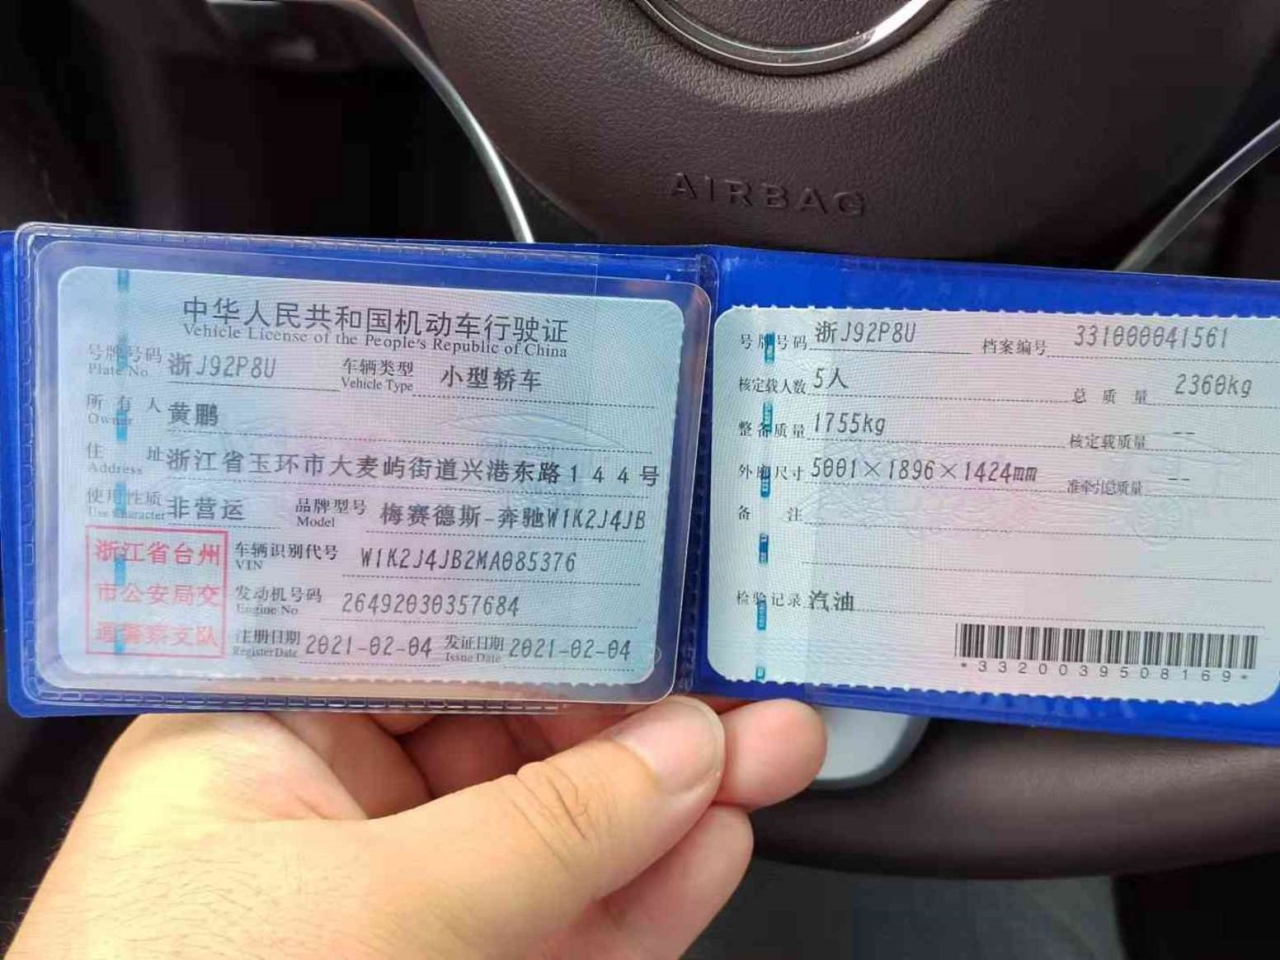 AIRBAG
中华人民共和国机动车行驶证
Vehicle License of the People's Republic of China
号牌号码 浙J92P8U 车辆类型 小型轿车
Plate No. Vehicle Type
所有人 黄鹏
Owner
住址 浙江省玉环市大麦屿街道兴港东路144号
Address
使用性质 非营运 品牌型号 梅赛德斯-奔驰W1K2J4JB
Use Character Model
浙江省台州
市公安局交
通警察支队
车辆识别代号 W1K2J4JB2MA085376
VIN
发动机号码 26492030357684
Engine No
注册日期 2021-02-04 发证日期 2021-02-04
Register Date Issue Date
号牌号码 浙J92P8U 档案编号 331000041561
核定载人数 5人 总质量 2360kg
整备质量 1755kg 核定载质量 --
外廓尺寸 5001×1896×1424mm 准牵引总质量 --
备注
检验记录 汽油
*3320039508169*